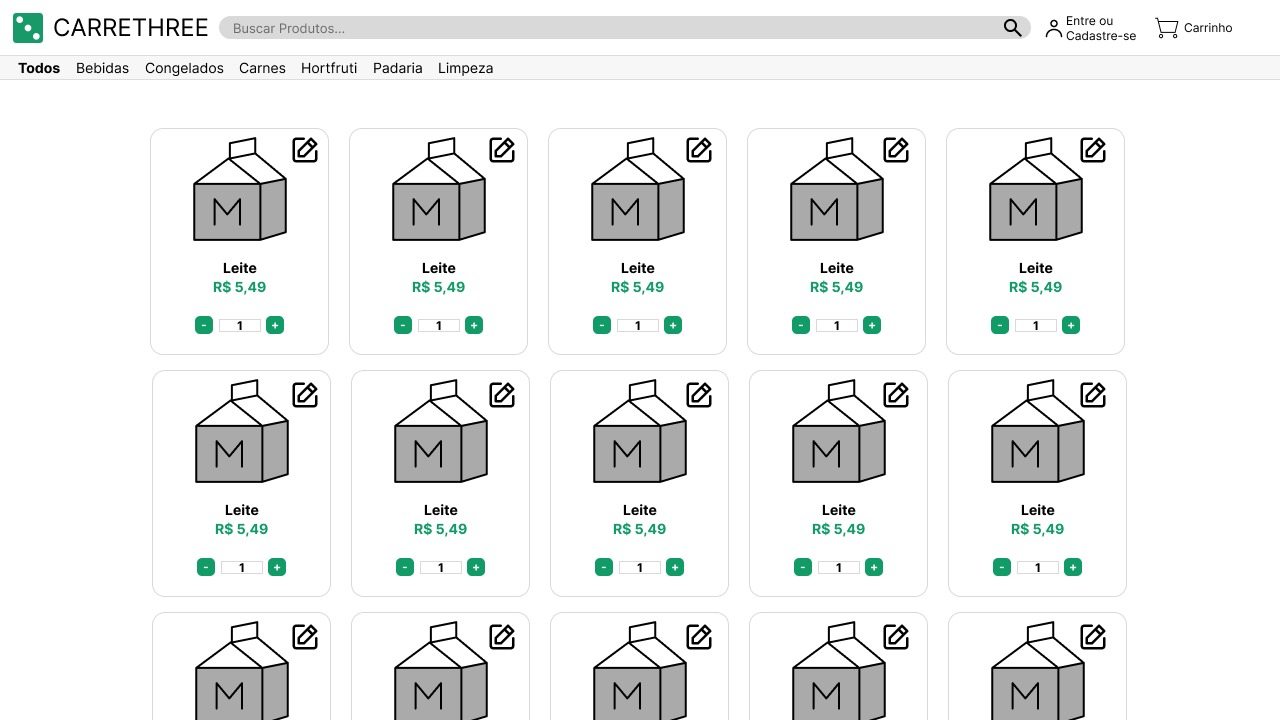 CARRETHREE
Buscar Produtos...
Entre ou
Cadastre-se
Carrinho
Todos Bebidas Congelados Carnes Hortfruti Padaria Limpeza
M M M M M
Leite Leite Leite Leite Leite
R$ 5,49 R$ 5,49 R$ 5,49 R$ 5,49 R$ 5,49
- 1 + - 1 + - 1 + - 1 + - 1 +
M M M M M
Leite Leite Leite Leite Leite
R$ 5,49 R$ 5,49 R$ 5,49 R$ 5,49 R$ 5,49
- 1 + - 1 + - 1 + - 1 + - 1 +
M M M M M